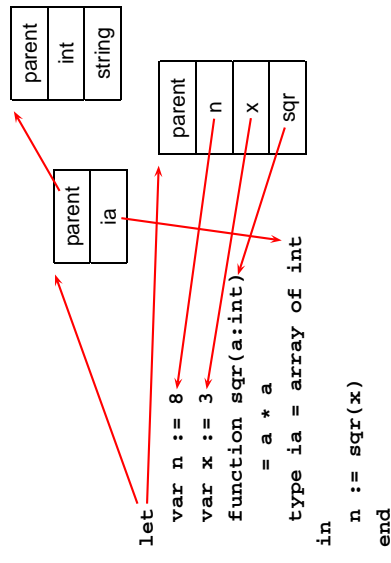 parent
int
string
parent
ia
parent
n
x
sqr
let
var n := 8
var x := 3
function sqr(a:int)
= a * a
type ia = array of int
in
n := sqr(x)
end